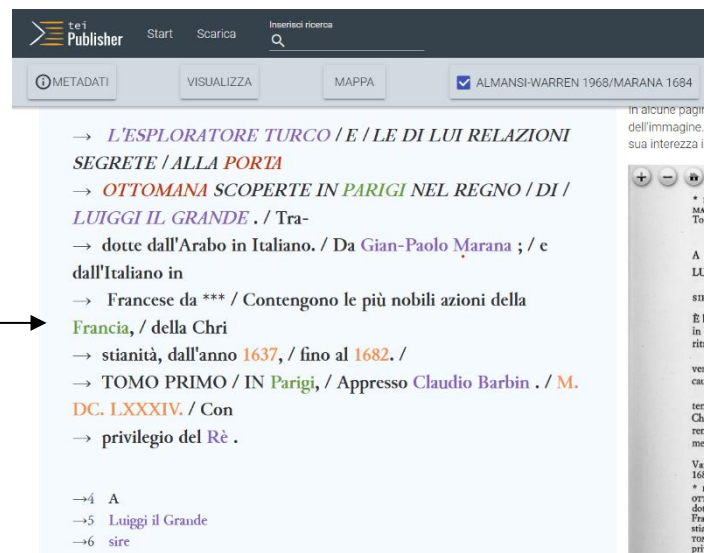 tei
Publisher
Start
Scarica
Inserisci ricerca
METADATI
VISUALIZZA
MAPPA
ALMANSI-WARREN 1968/MARANA 1684
→ L'ESPLORATORE TURCO / E / LE DI LUI RELAZIONI
SEGRETE / ALLA PORTA
→ OTTOMANA SCOPERTE IN PARIGI NEL REGNO / DI /
LUIGGI IL GRANDE . / Tra-
→ dotte dall'Arabo in Italiano. / Da Gian-Paolo Marana ; / e
dall'Italiano in
→ Francese da *** / Contengono le più nobili azioni della
Francia, / della Chri
→ stianità, dall'anno 1637, / fino al 1682. /
→ TOMO PRIMO / IN Parigi, / Appresso Claudio Barbin . / M.
DC. LXXXIV. / Con
→ privilegio del Rè .
→4 A
→5 Luiggi il Grande
→6 sire
in alcune pagin
dell'immagine.
sua interezza i